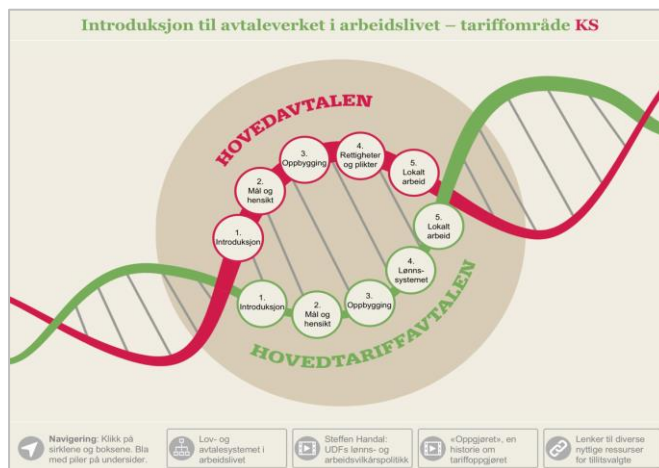 Introduksjon til avtaleverket i arbeidslivet – tariffområde KS
HOVEDAVTALEN
1.
Introduksjon
2.
Mål og
hensikt
3.
Oppbygging
4.
Rettigheter
og plikter
5.
Lokalt
arbeid
1.
Introduksjon
2.
Mål og
hensikt
3.
Oppbygging
4.
Lønns-
systemet
5.
Lokalt
arbeid
HOVEDTARIFFAVTALEN
Navigering: Klikk på
sirklene og boksene. Bla
med piler på undersider.
Lov- og
avtalesystemet i
arbeidslivet
Steffen Handal:
UDFs lønns- og
arbeidsvilkårspolitikk
«Oppgjøret», en
historie om
tariffoppgjøret
Lenker til diverse
nyttige ressurser
for tillitsvalgte